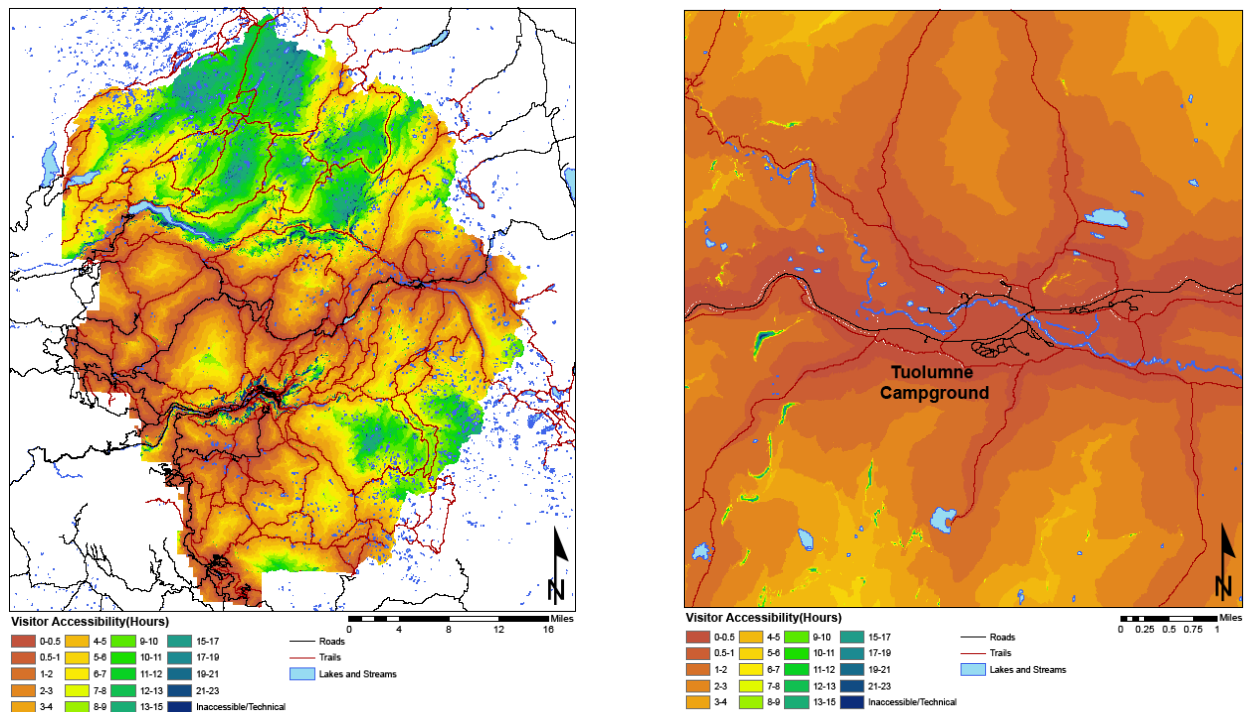 Tuolumne
Campground
N
N
Visitor Accessibility(Hours)
0-0.5 4-5 9-10 15-17
0.5-1 5-6 10-11 17-19
1-2 6-7 11-12 19-21
2-3 7-8 12-13 21-23
3-4 8-9 13-15 Inaccessible/Technical
Roads
Trails
Lakes and Streams
Miles
0 4 8 16
Visitor Accessibility(Hours)
0-0.5 4-5 9-10 15-17
0.5-1 5-6 10-11 17-19
1-2 6-7 11-12 19-21
2-3 7-8 12-13 21-23
3-4 8-9 13-15 Inaccessible/Technical
Roads
Trails
Lakes and Streams
Miles
0 0.25 0.5 0.75 1